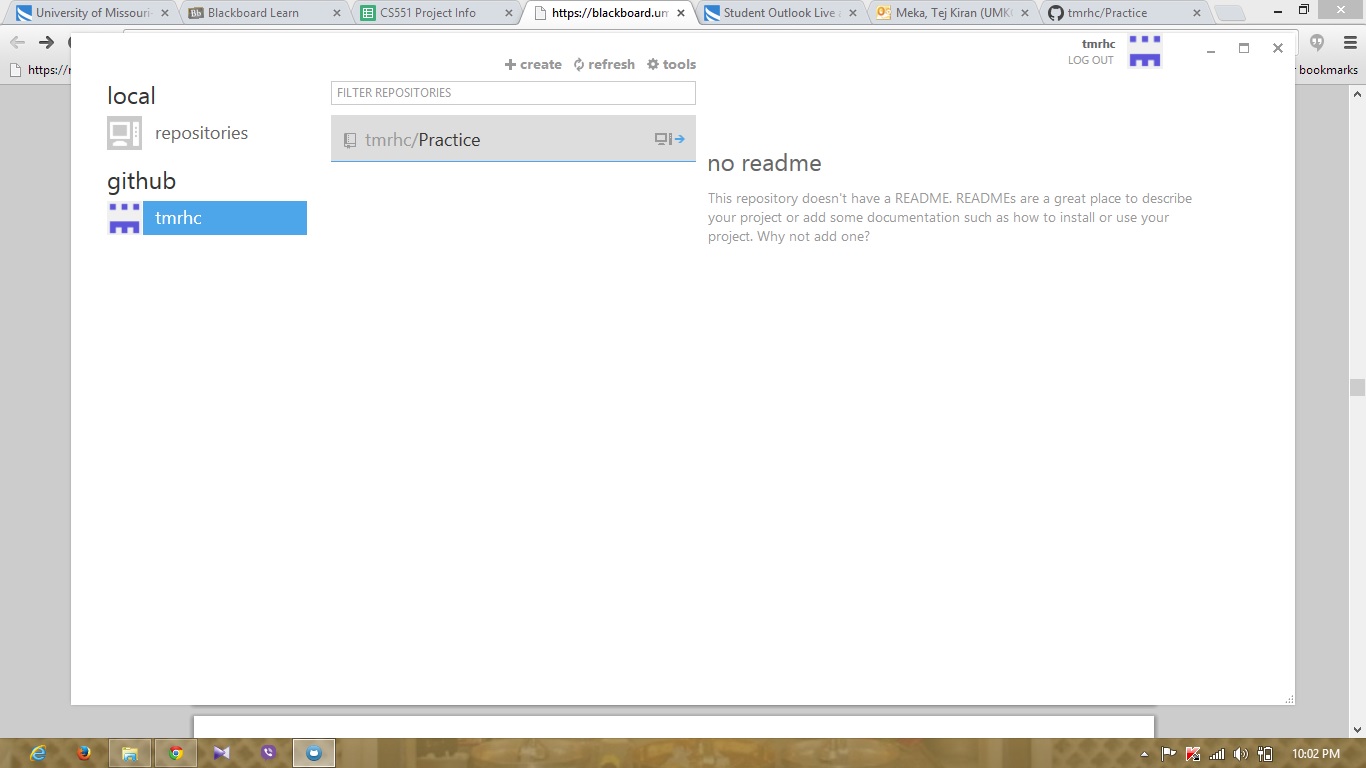 University of Missouri-
Blackboard Learn
CS551 Project Info
https://blackboard.um
Student Outlook Live
Meka, Tej Kiran (UMK
tmrhc/Practice
https://
bookmarks
tmrhc
LOG OUT
create
refresh
tools
local
repositories
github
tmrhc
FILTER REPOSITORIES
tmrhc/Practice
no readme
This repository doesn't have a README. READMEs are a great place to describe
your project or add some documentation such as how to install or use your
project. Why not add one?
10:02 PM